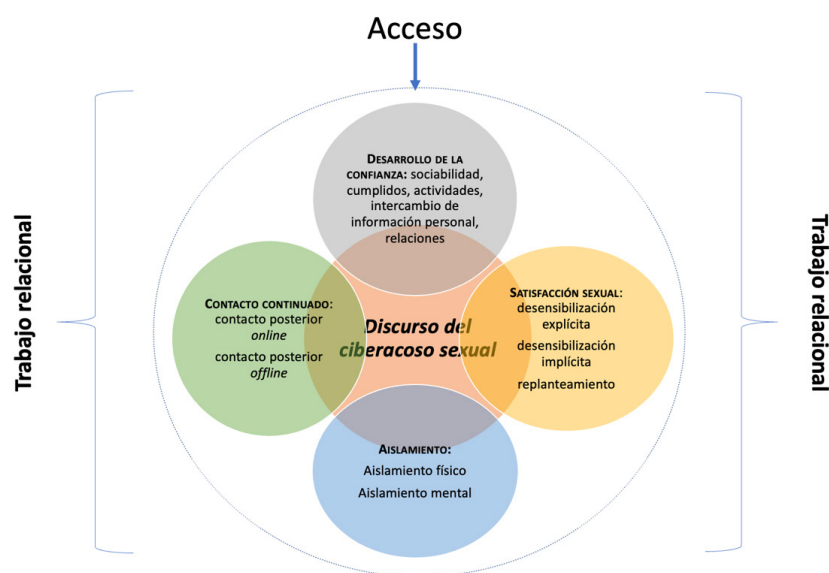 Acceso
Trabajo relacional
DESARROLLO DE LA
CONFIANZA: sociabilidad,
cumplidos, actividades,
intercambio de
información personal,
relaciones
CONTACTO CONTINUADO:
contacto posterior
online
contacto posterior
offline
Discurso del
ciberacoso sexual
SATISFACCIÓN SEXUAL:
desensibilización
explícita
desensibilización
implícita
replanteamiento
AISLAMIENTO:
Aislamiento físico
Aislamiento mental
Trabajo relacional